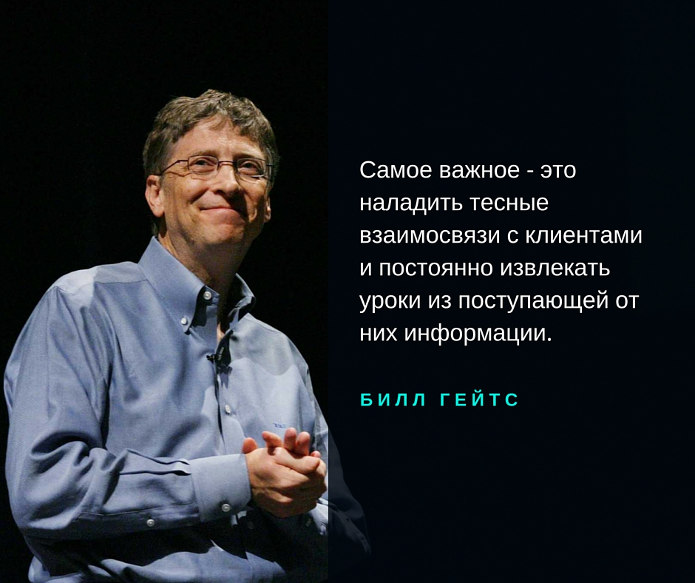 Самое важное - это
наладить тесные
взаимосвязи с клиентами
и постоянно извлекать
уроки из поступающей от
них информации.
БИЛЛ ГЕЙТС